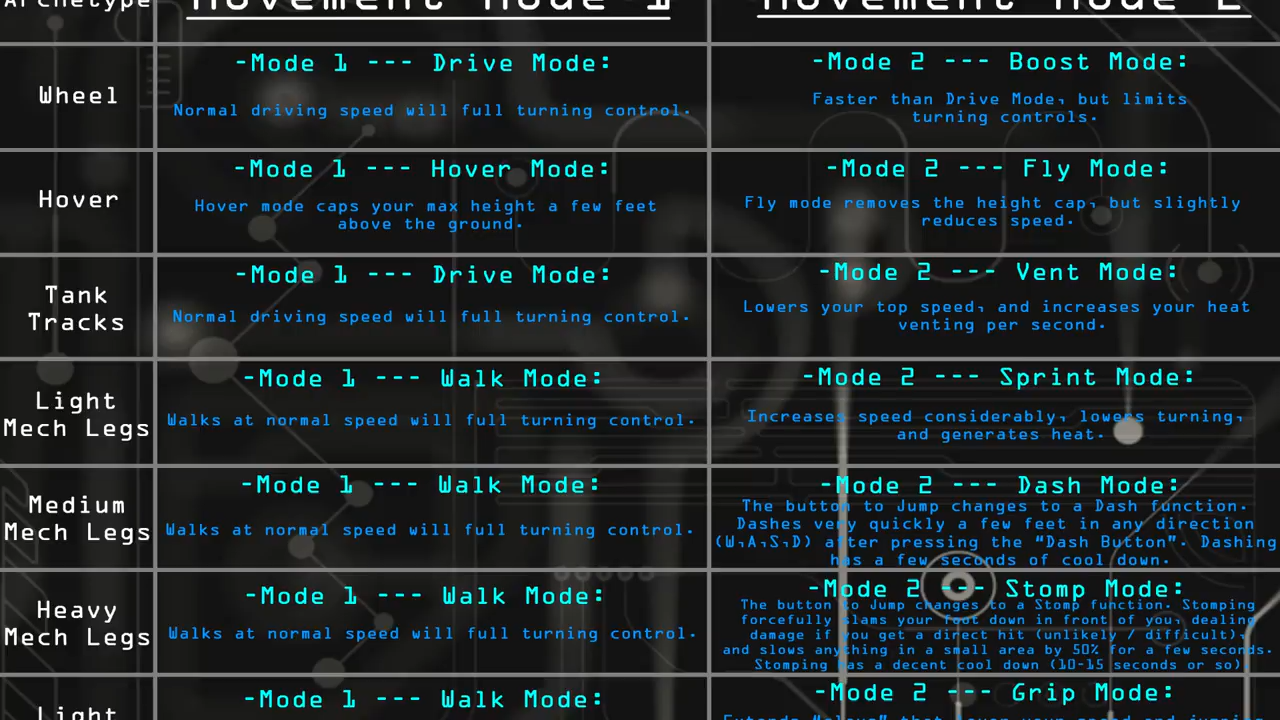 Archetype
Movement Mode 1
Movement Mode 2
Wheel
-Mode 1 --- Drive Mode:
Normal driving speed will full turning control.
-Mode 2 --- Boost Mode:
Faster than Drive Mode, but limits
turning controls.
Hover
-Mode 1 --- Hover Mode:
Hover mode caps your max height a few feet
above the ground.
-Mode 2 --- Fly Mode:
Fly mode removes the height cap, but slightly
reduces speed.
Tank
Tracks
-Mode 1 --- Drive Mode:
Normal driving speed will full turning control.
-Mode 2 --- Vent Mode:
Lowers your top speed, and increases your heat
venting per second.
Light
Mech Legs
-Mode 1 --- Walk Mode:
Walks at normal speed will full turning control.
-Mode 2 --- Sprint Mode:
Increases speed considerably, lowers turning,
and generates heat.
Medium
Mech Legs
-Mode 1 --- Walk Mode:
Walks at normal speed will full turning control.
-Mode 2 --- Dash Mode:
The button to Jump changes to a Dash function.
Dashes very quickly a few feet in any direction
(W,A,S,D) after pressing the “Dash Button”. Dashing
has a few seconds of cool down.
Heavy
Mech Legs
-Mode 1 --- Walk Mode:
Walks at normal speed will full turning control.
-Mode 2 --- Stomp Mode:
The button to Jump changes to a Stomp function. Stomping
forcefully slams your foot down in front of you, dealing
damage if you get a direct hit (unlikely / difficult),
and slows anything in a small area by 50% for a few seconds.
Stomping has a decent cool down (10-15 seconds or so)
Light
-Mode 1 --- Walk Mode:
-Mode 2 --- Grip Mode: